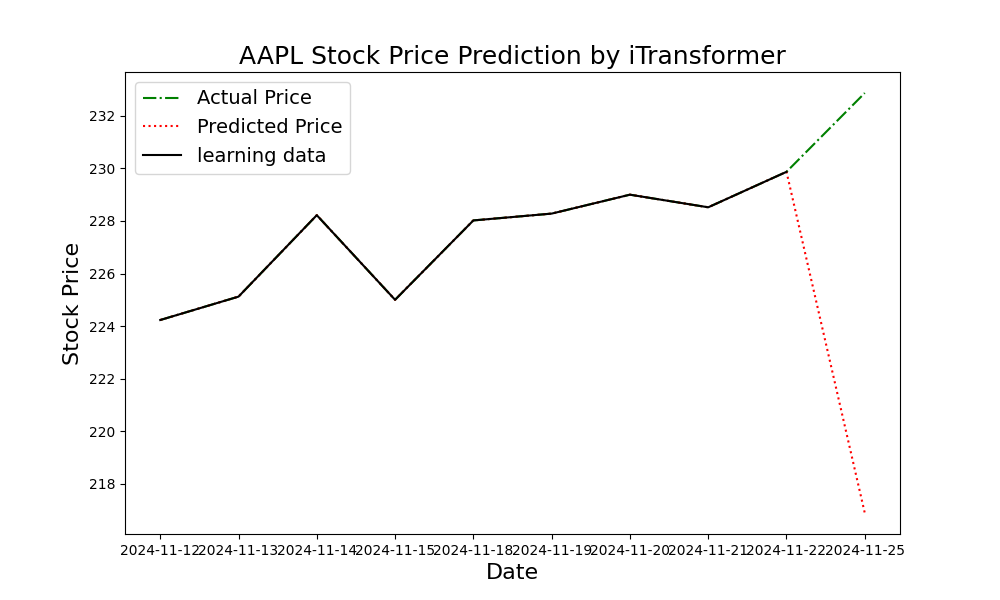 AAPL Stock Price Prediction by iTransformer
Actual Price
Predicted Price
learning data
232
230
228
226
224
222
220
218
Stock Price
2024-11-12 2024-11-13 2024-11-14 2024-11-15 2024-11-18 2024-11-19 2024-11-20 2024-11-21 2024-11-22 2024-11-25
Date